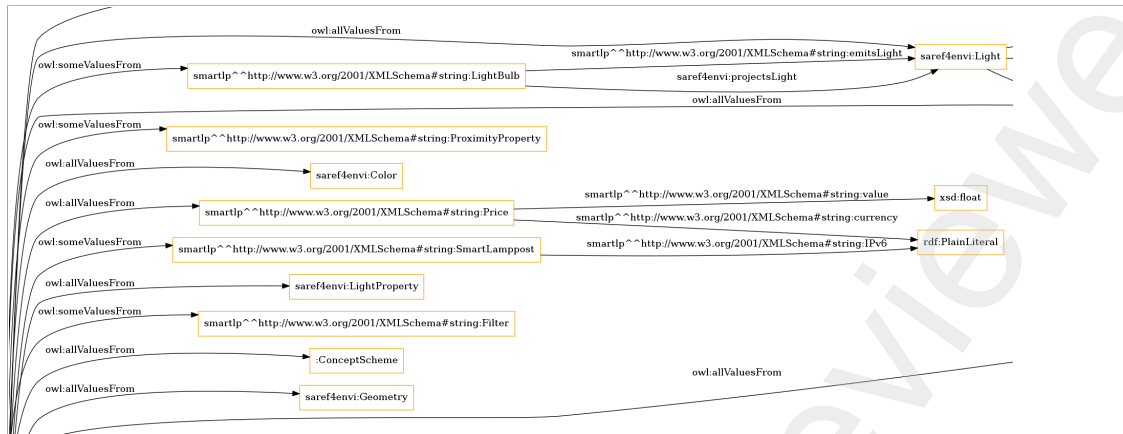 owl:allValuesFrom
smartlp^^http://www.w3.org/2001/XMLSchema#string:emitsLight
saref4envi:Light
owl:someValuesFrom
smartlp^^http://www.w3.org/2001/XMLSchema#string:LightBulb
saref4envi:projectsLight
owl:allValuesFrom
owl:someValuesFrom
smartlp^^http://www.w3.org/2001/XMLSchema#string:ProximityProperty
owl:allValuesFrom
saref4envi:Color
smartlp^^http://www.w3.org/2001/XMLSchema#string:value
xsd:float
owl:allValuesFrom
smartlp^^http://www.w3.org/2001/XMLSchema#string:Price
smartlp^^http://www.w3.org/2001/XMLSchema#string:currency
owl:someValuesFrom
smartlp^^http://www.w3.org/2001/XMLSchema#string:SmartLamppost
smartlp^^http://www.w3.org/2001/XMLSchema#string:IPv6
rdf:PlainLiteral
owl:allValuesFrom
saref4envi:LightProperty
owl:someValuesFrom
smartlp^^http://www.w3.org/2001/XMLSchema#string:Filter
owl:allValuesFrom
:ConceptScheme
owl:allValuesFrom
owl:allValuesFrom
saref4envi:Geometry